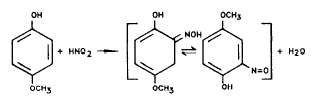 OH
OH
OCH₃
NOH
+ HNO₂ → [ ⇌ ] + H₂O
N=O
OCH₃
OCH₃
OH